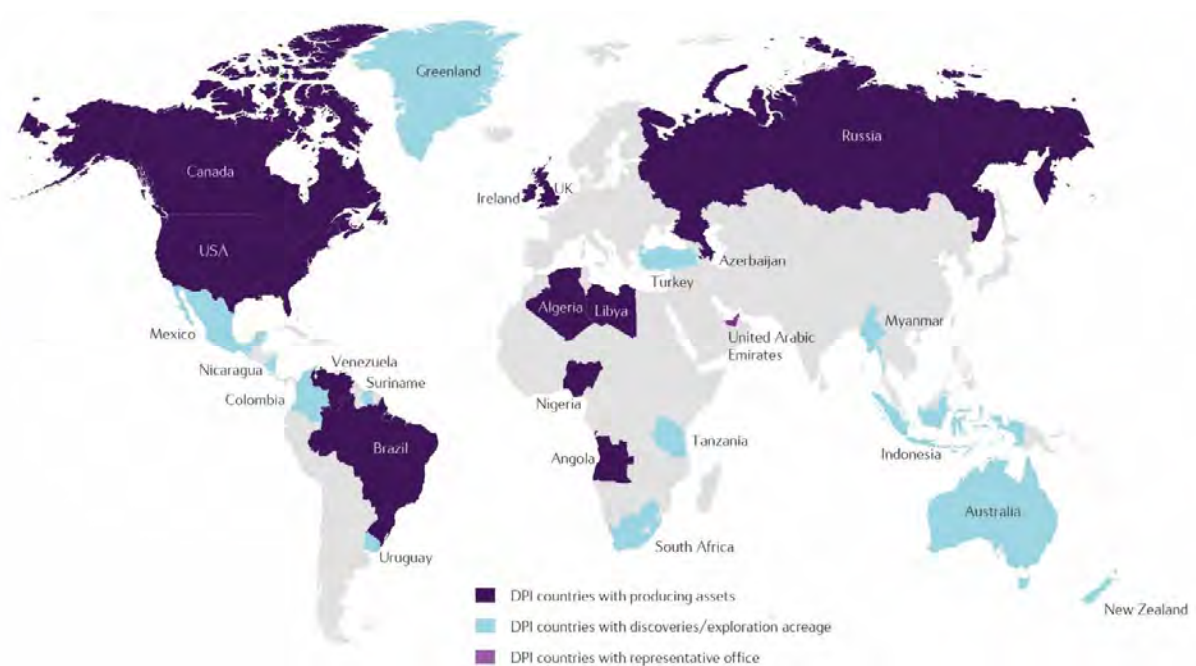 Greenland
Russia
Canada
UK
Ireland
USA
Azerbaijan
Turkey
Algeria
Libya
Myanmar
Mexico
United Arabic
Emirates
Venezuela
Nicaragua
Suriname
Colombia
Nigeria
Tanzania
Brazil
Angola
Indonesia
Australia
South Africa
Uruguay
DPI countries with producing assets
New Zealand
DPI countries with discoveries/exploration acreage
DPI countries with representative office